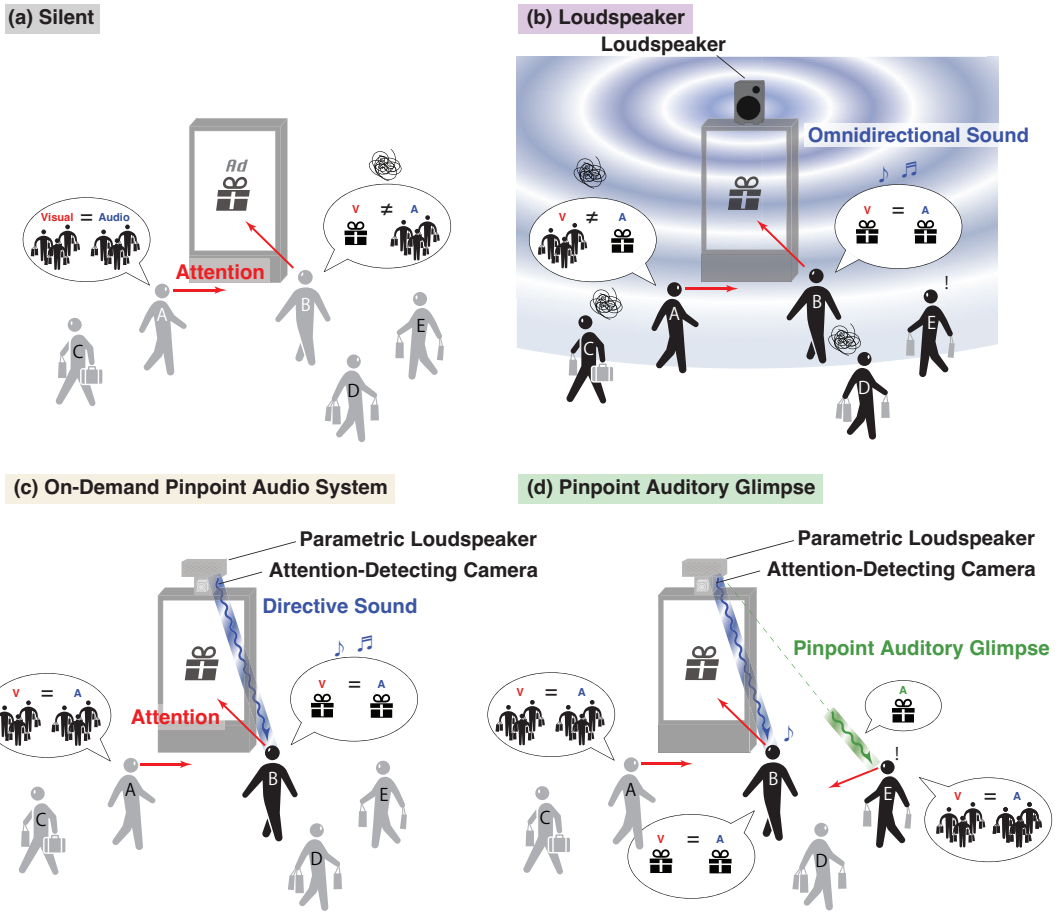 (a) Silent
Ad
Visual = Audio
V ≠ A
Attention
A
B
C
D
E
(b) Loudspeaker
Loudspeaker
Omnidirectional Sound
V ≠ A
V = A
A
B
C
D
E
!
(c) On-Demand Pinpoint Audio System
Parametric Loudspeaker
Attention-Detecting Camera
Directive Sound
V = A
V = A
Attention
A
B
C
D
E
(d) Pinpoint Auditory Glimpse
Parametric Loudspeaker
Attention-Detecting Camera
Pinpoint Auditory Glimpse
V = A
A
!
A
B
C
D
E
V = A
V = A